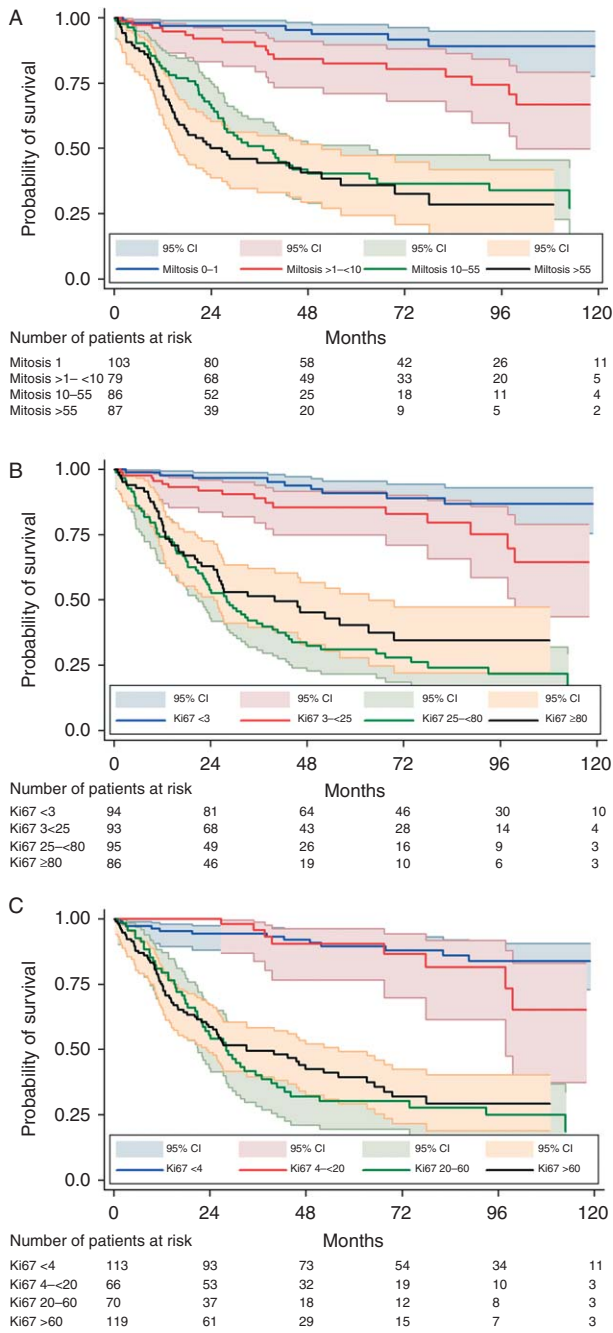 A
Probability of survival
1.00
0.75
0.50
0.25
0.0
95% CI 95% CI 95% CI 95% CI
Miltosis 0–1 Miltosis >1–<10 Miltosis 10–55 Miltosis >55
0 24 48 72 96 120
Number of patients at risk Months
Mitosis 1 103 80 58 42 26 11
Mitosis >1– <10 79 68 49 33 20 5
Mitosis 10–55 86 52 25 18 11 4
Mitosis >55 87 39 20 9 5 2
B
Probability of survival
1.00
0.75
0.50
0.25
0.0
95% CI 95% CI 95% CI 95% CI
Ki67 <3 Ki67 3–<25 Ki67 25–<80 Ki67 ≥80
0 24 48 72 96 120
Number of patients at risk Months
Ki67 <3 94 81 64 46 30 10
Ki67 3<25 93 68 43 28 14 4
Ki67 25–<80 95 49 26 16 9 3
Ki67 ≥80 86 46 19 10 6 3
C
Probability of survival
1.00
0.75
0.50
0.25
0.0
95% CI 95% CI 95% CI 95% CI
Ki67 <4 Ki67 4–<20 Ki67 20–60 Ki67 >60
0 24 48 72 96 120
Number of patients at risk Months
Ki67 <4 113 93 73 54 34 11
Ki67 4–<20 66 53 32 19 10 3
Ki67 20–60 70 37 18 12 8 3
Ki67 >60 119 61 29 15 7 3